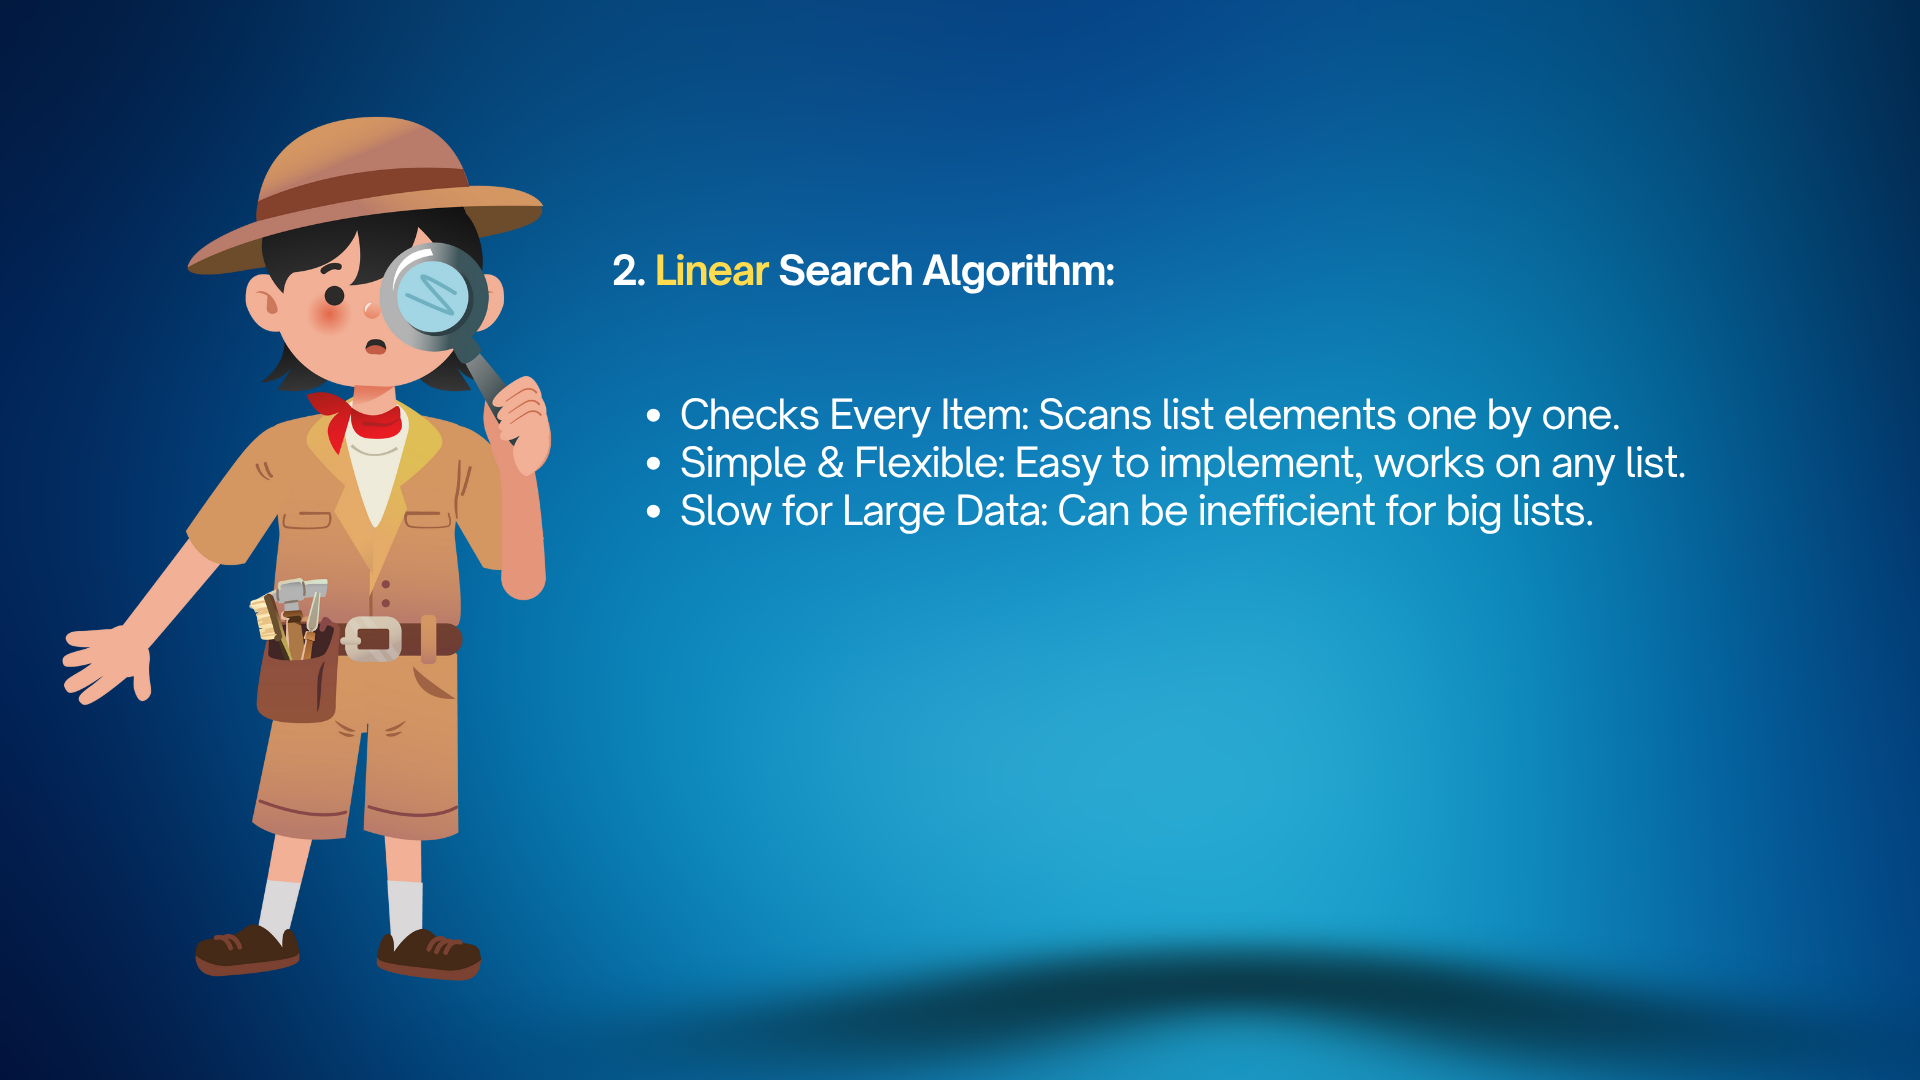 2. Linear Search Algorithm:
• Checks Every Item: Scans list elements one by one.
• Simple & Flexible: Easy to implement, works on any list.
• Slow for Large Data: Can be inefficient for big lists.